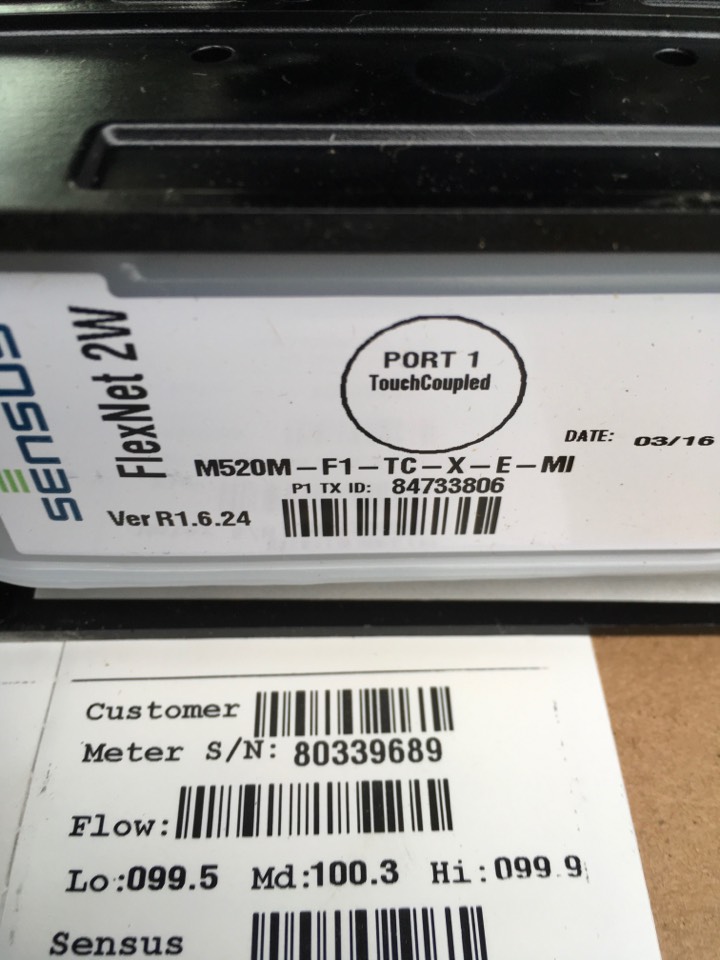 SENSUS
FlexNet 2W
PORT 1
TouchCoupled
DATE: 03/16
M520M-F1-TC-X-E-MI
P1 TX ID: 84733806
Ver R1.6.24
Customer
Meter S/N: 80339689
Flow:
Lo:099.5 Md:100.3 Hi:099.9
Sensus